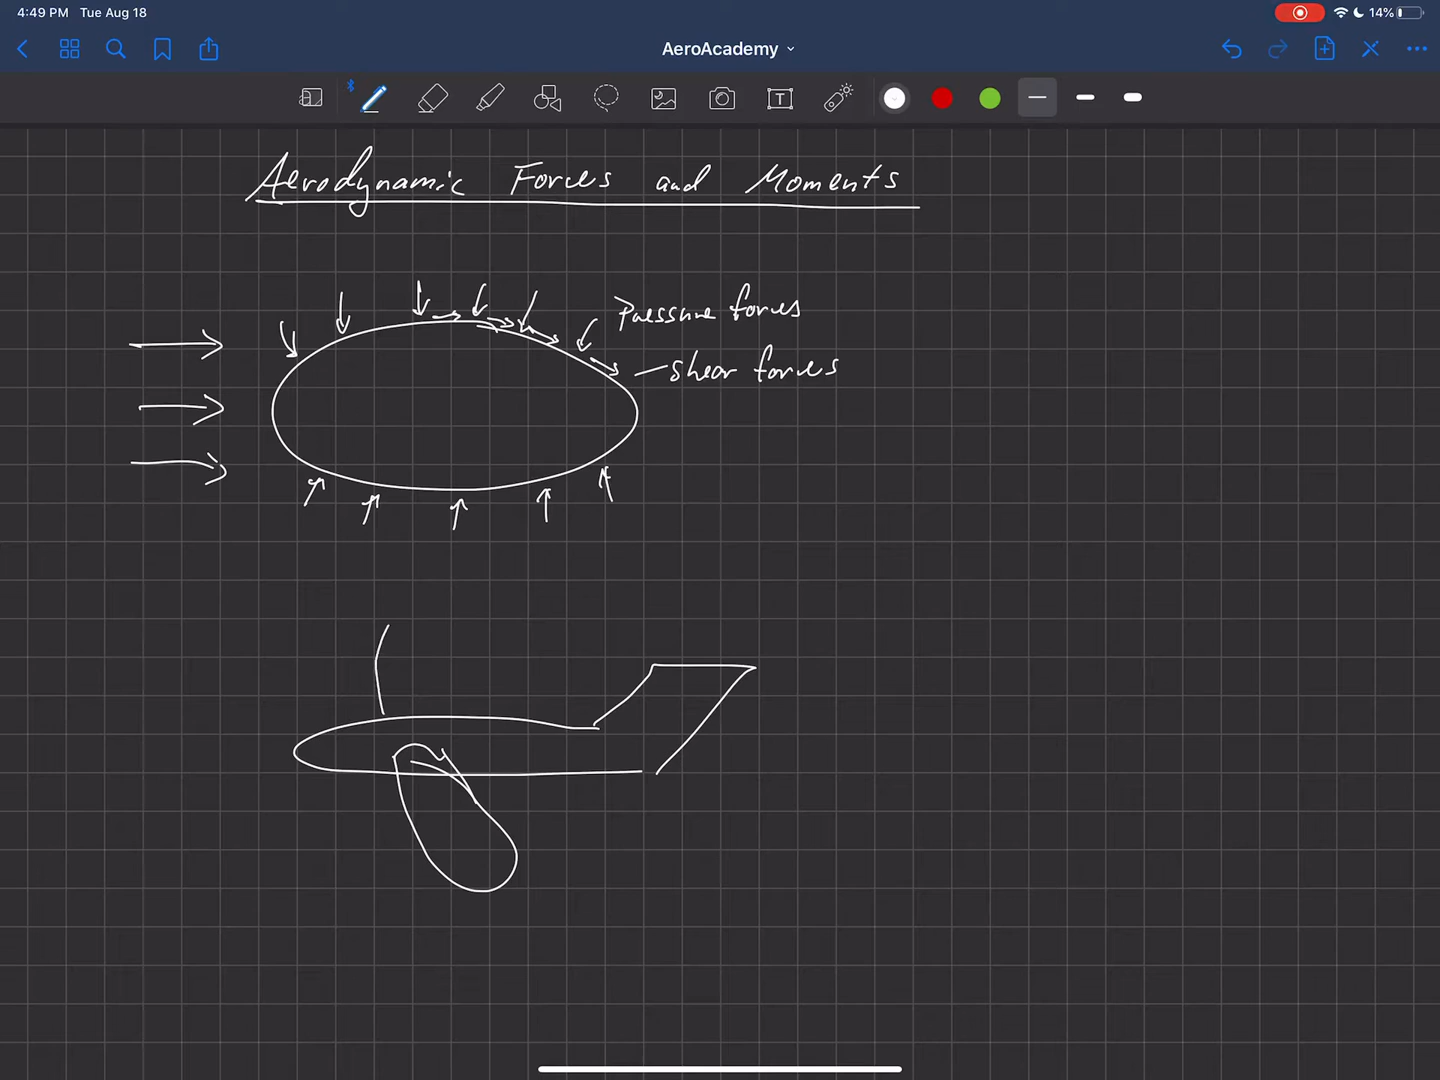 4:49 PM Tue Aug 18
14%
AeroAcademy
Aerodynamic Forces and Moments
Pressure forces
shear forces